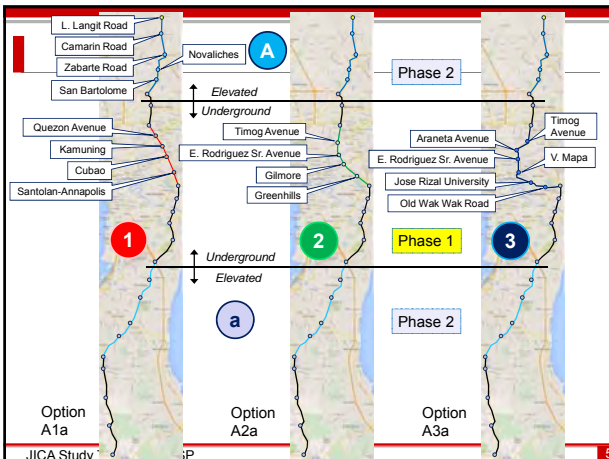 L. Langit Road
Camarin Road
Zabarte Road
San Bartolome
Novaliches
A
Phase 2
Elevated
Underground
Quezon Avenue
Kamuning
Cubao
Santolan-Annapolis
Timog Avenue
E. Rodriguez Sr. Avenue
Gilmore
Greenhills
Timog
Avenue
Araneta Avenue
E. Rodriguez Sr. Avenue
V. Mapa
Jose Rizal University
Old Wak Wak Road
1
2
Phase 1
3
Underground
Elevated
a
Phase 2
Option
A1a
Option
A2a
Option
A3a
JICA Study
SP
5